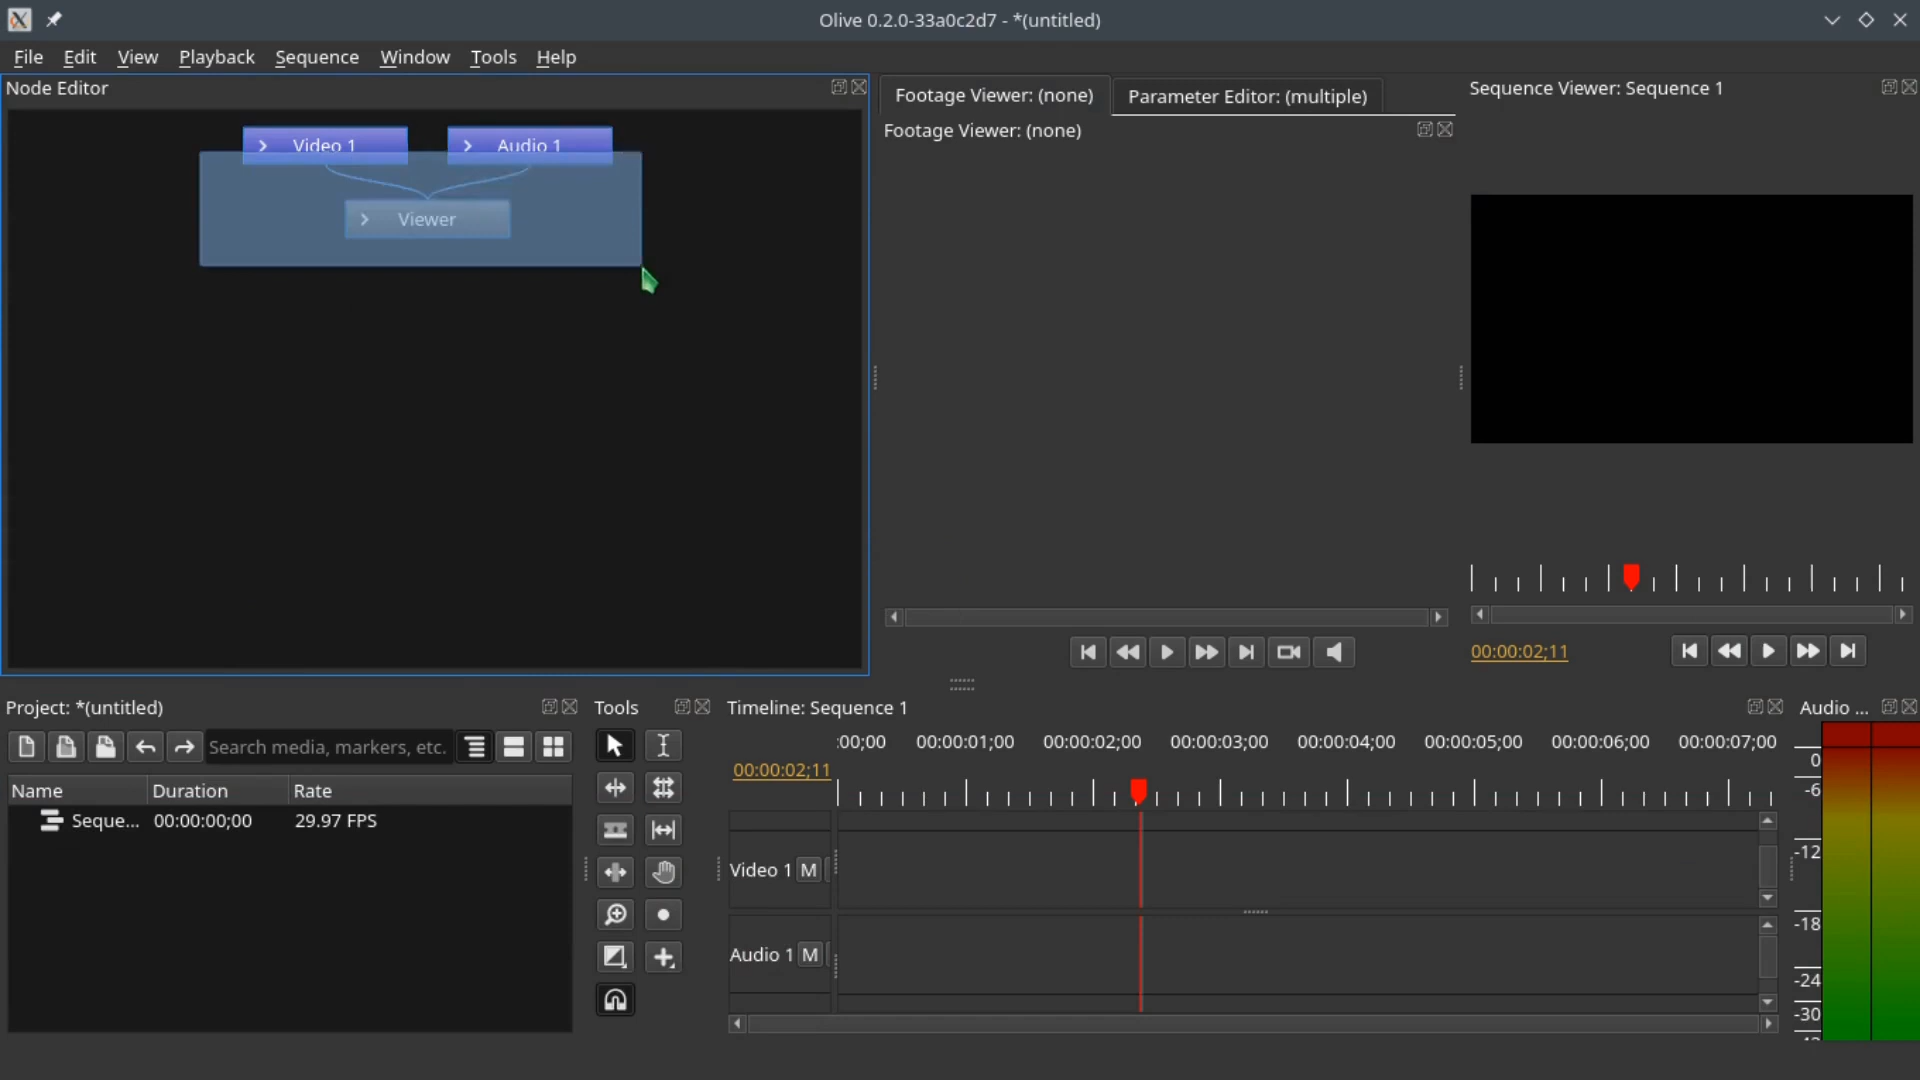 Olive 0.2.0-33a0c2d7 - *(untitled)
File Edit View Playback Sequence Window Tools Help
Node Editor
Video 1
Audio 1
Viewer
Footage Viewer: (none)
Parameter Editor: (multiple)
Footage Viewer: (none)
Sequence Viewer: Sequence 1
00:00:02;11
Project: *(untitled)
Search media, markers, etc.
Name Duration Rate
Seque... 00:00:00;00 29.97 FPS
Tools
Timeline: Sequence 1
:00;00 00:00:01;00 00:00:02;00 00:00:03;00 00:00:04;00 00:00:05;00 00:00:06;00 00:00:07;00
00:00:02;11
Video 1 M
Audio 1 M
Audio ...
0
-6
-12
-18
-24
-30